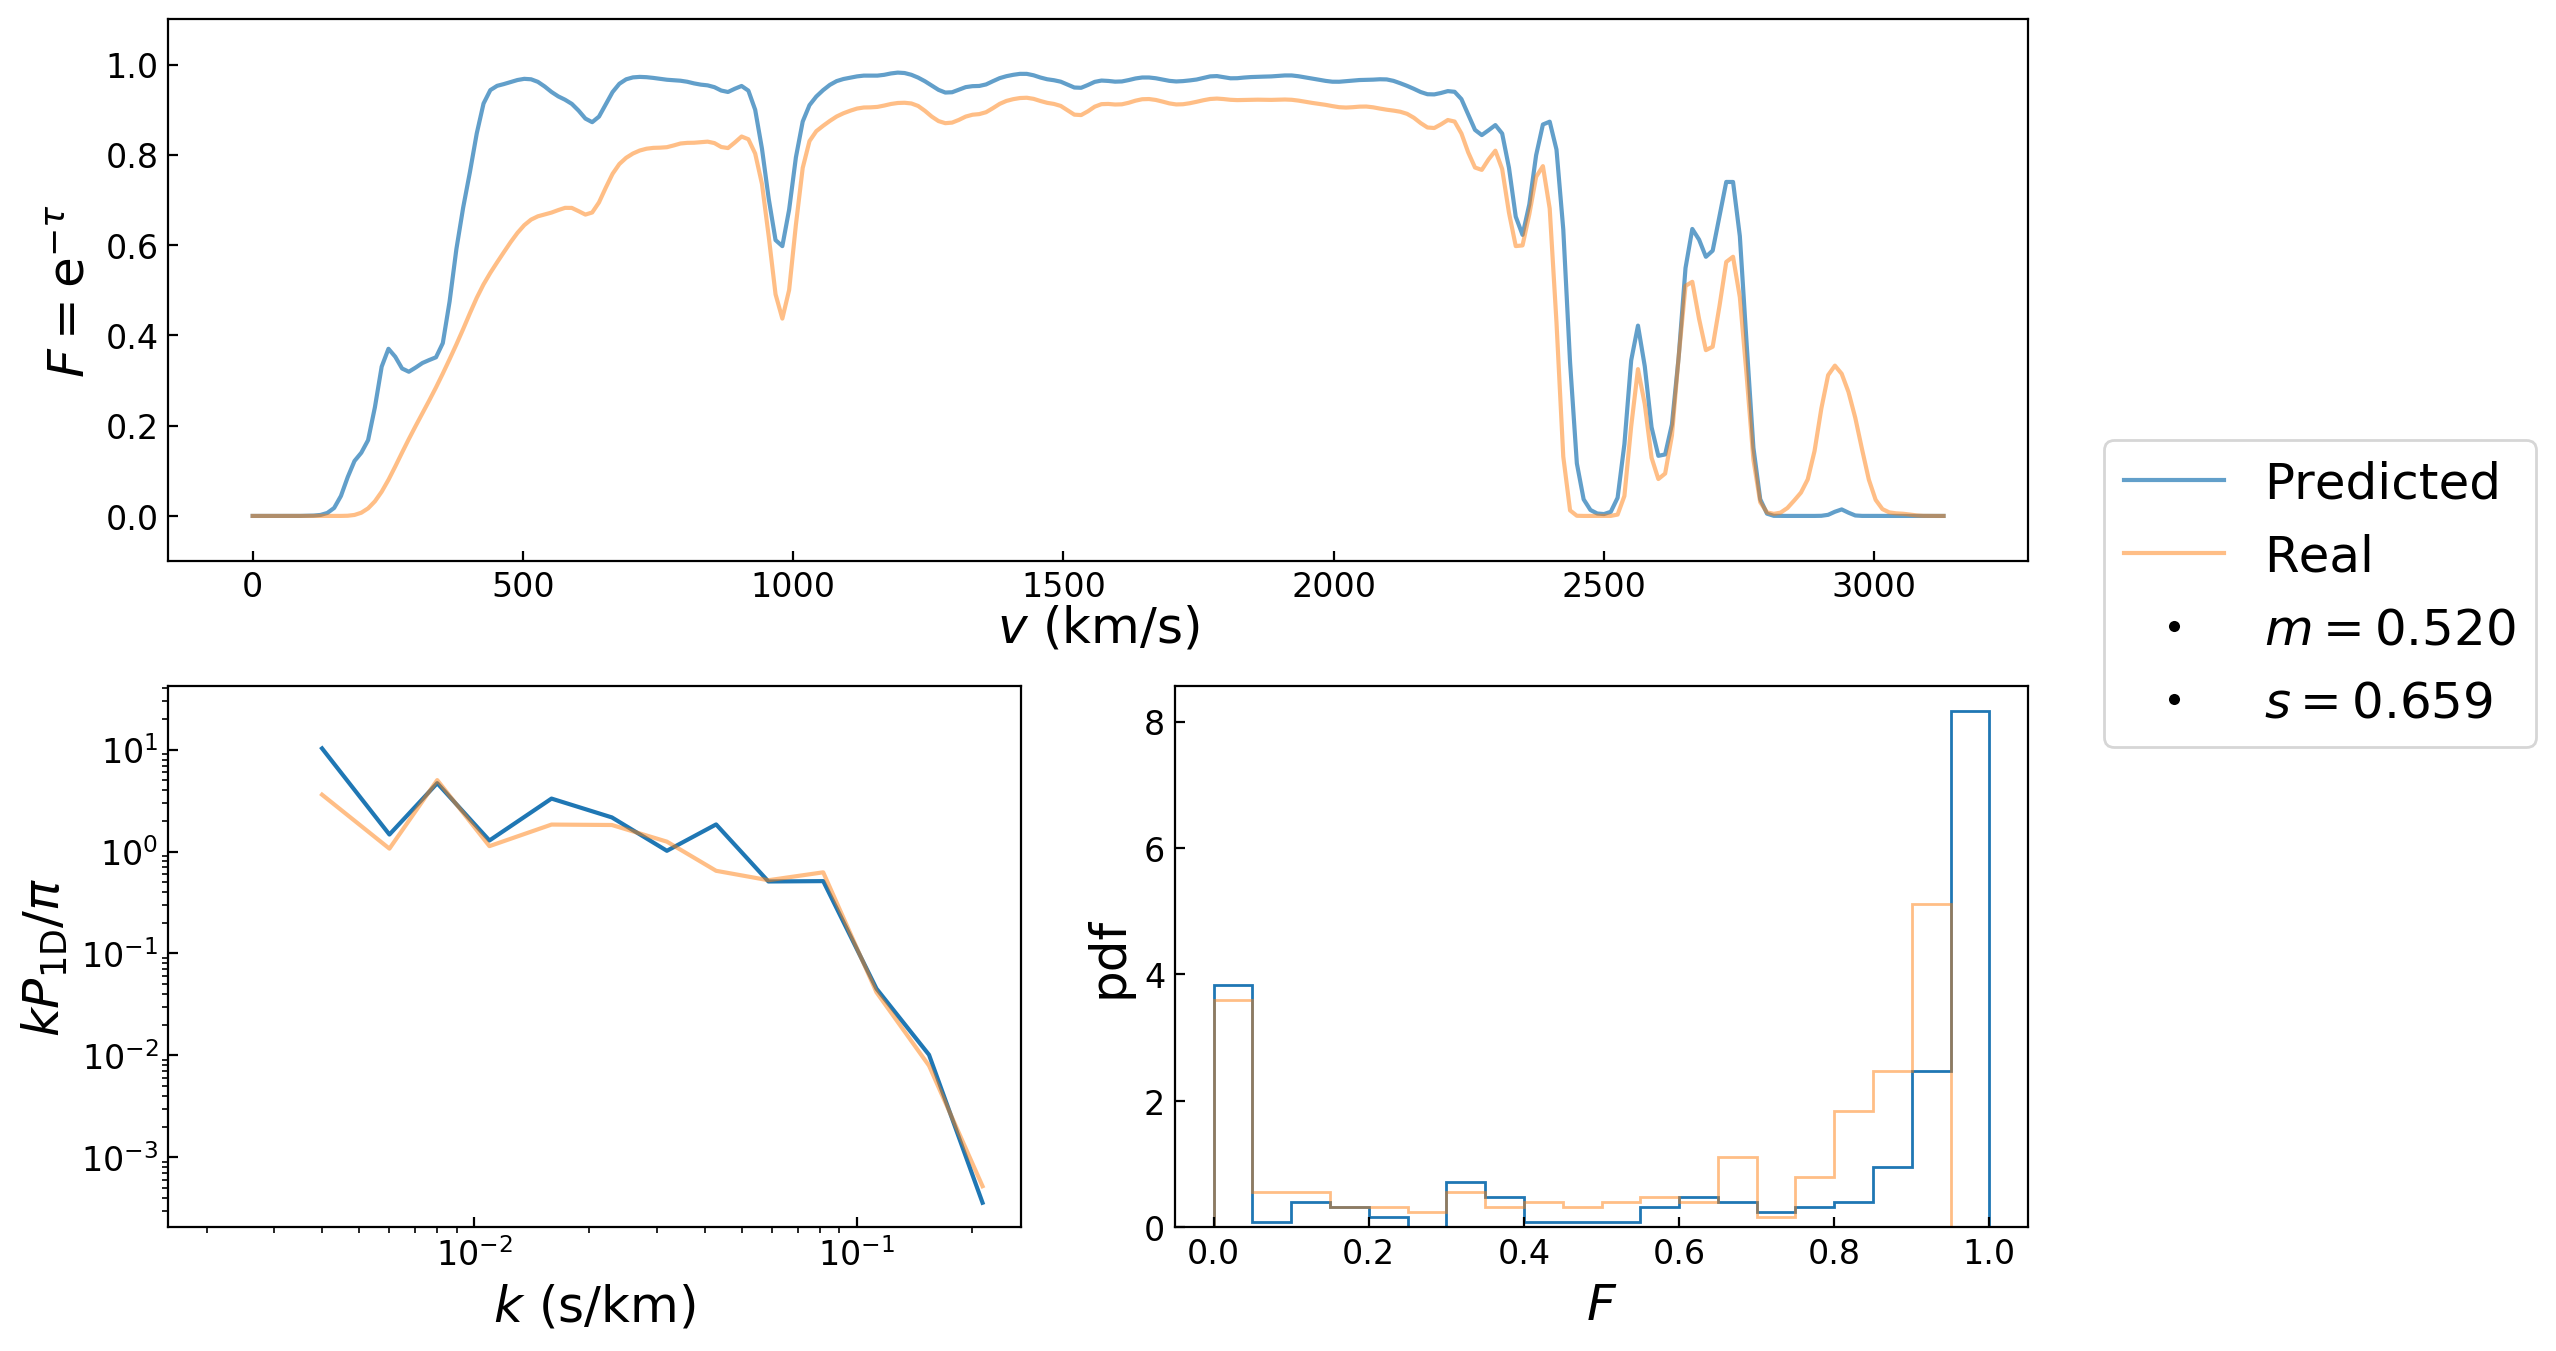 1.0
0.8
0.6
0.4
0.2
0.0
F = e^{−τ}
0 500 1000 1500 2000 2500 3000
v (km/s)
Predicted
Real
m = 0.520
s = 0.659
10^1
10^0
10^{−1}
10^{−2}
10^{−3}
kP_{1D}/π
10^{−2} 10^{−1}
k (s/km)
8
6
4
2
0
pdf
0.0 0.2 0.4 0.6 0.8 1.0
F